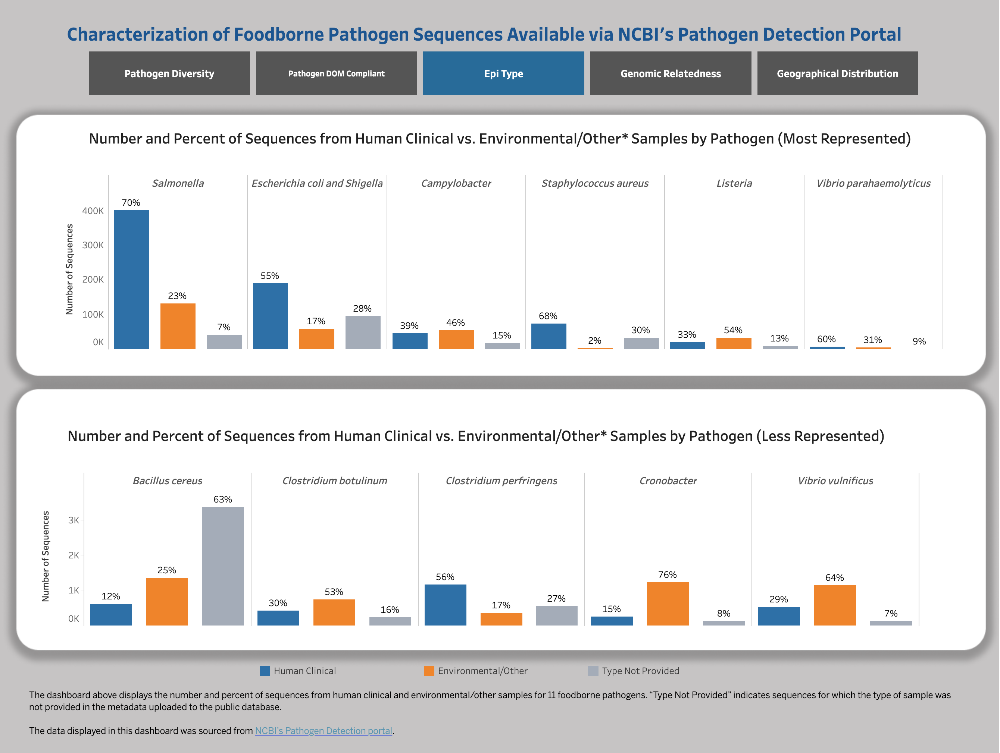 Characterization of Foodborne Pathogen Sequences Available via NCBI’s Pathogen Detection Portal
Pathogen Diversity
Pathogen DOM Compliant
Epi Type
Genomic Relatedness
Geographical Distribution
Number and Percent of Sequences from Human Clinical vs. Environmental/Other* Samples by Pathogen (Most Represented)
Salmonella
Escherichia coli and Shigella
Campylobacter
Staphylococcus aureus
Listeria
Vibrio parahaemolyticus
Number of Sequences
400K
300K
200K
100K
0K
70%
23%
7%
55%
17%
28%
39%
46%
15%
68%
2%
30%
33%
54%
13%
60%
31%
9%
Number and Percent of Sequences from Human Clinical vs. Environmental/Other* Samples by Pathogen (Less Represented)
Bacillus cereus
Clostridium botulinum
Clostridium perfringens
Cronobacter
Vibrio vulnificus
Number of Sequences
3K
2K
1K
0K
12%
25%
63%
30%
53%
16%
56%
17%
27%
15%
76%
8%
29%
64%
7%
Human Clinical
Environmental/Other
Type Not Provided
The dashboard above displays the number and percent of sequences from human clinical and environmental/other samples for 11 foodborne pathogens. “Type Not Provided” indicates sequences for which the type of sample was
not provided in the metadata uploaded to the public database.
The data displayed in this dashboard was sourced from NCBI’s Pathogen Detection portal.